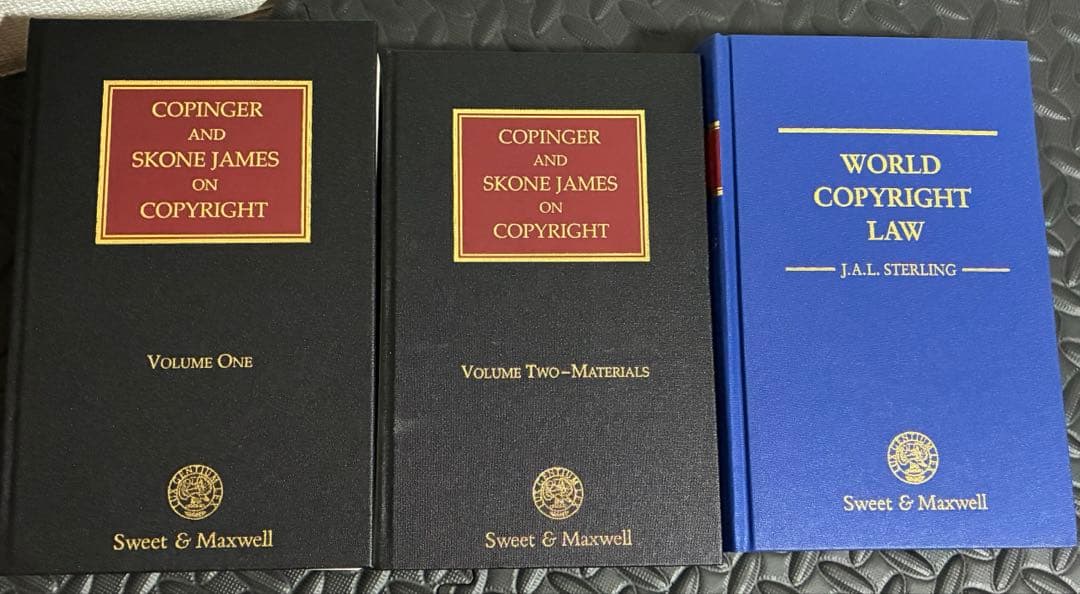 COPINGER
AND
SKONE JAMES
ON
COPYRIGHT
VOLUME ONE
Sweet & Maxwell
COPINGER
AND
SKONE JAMES
ON
COPYRIGHT
VOLUME TWO–MATERIALS
Sweet & Maxwell
WORLD
COPYRIGHT
LAW
J.A.L. STERLING
Sweet & Maxwell